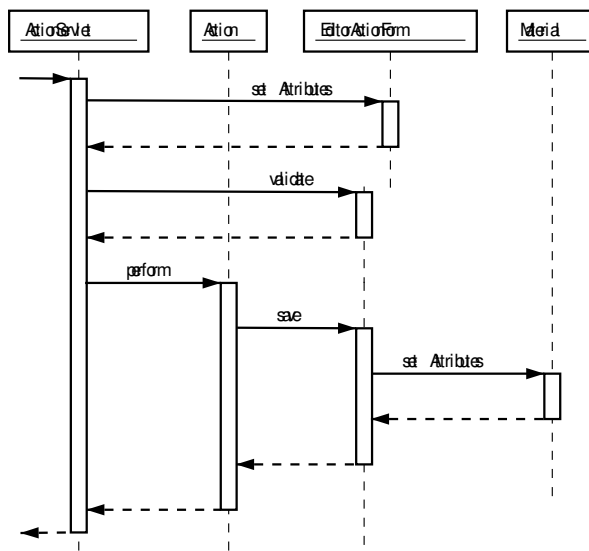 ActionServlet
Action
EditorActionForm
Material
set Attributes
validate
perform
save
set Attributes